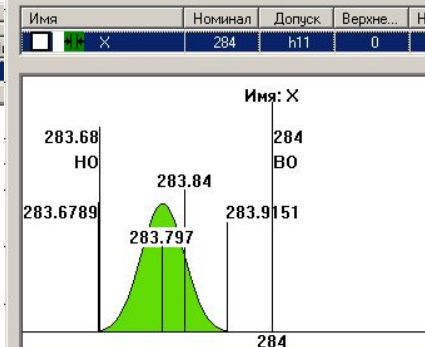 Имя Номинал Допуск Верхне...
X 284 h11 0
Имя: X
283.68 284
НО ВО
283.84
283.6789 283.9151
283.797
284